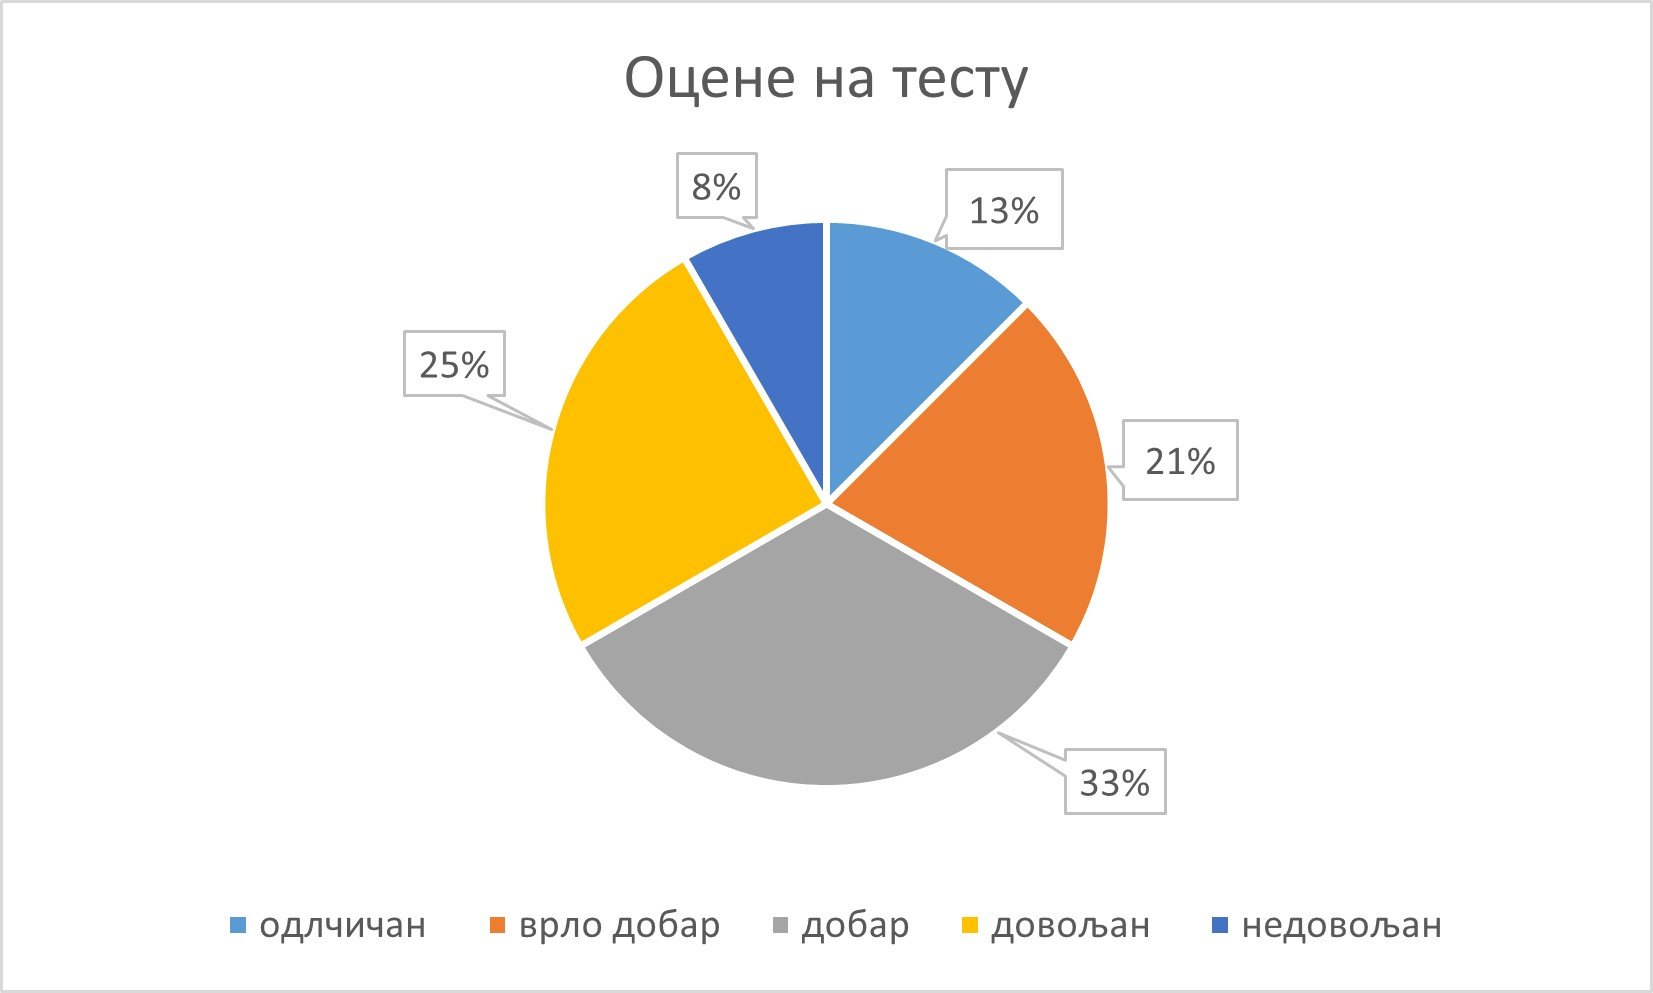 Оцене на тесту
8%
13%
25%
21%
33%
одлчичан врло добар добар довољан недовољан